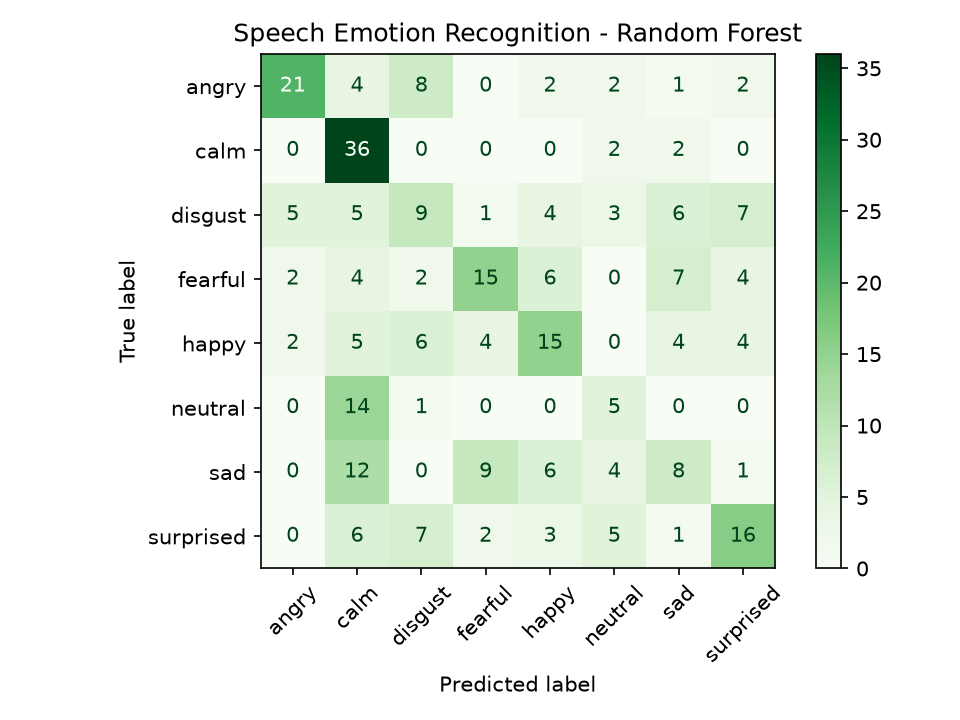 Speech Emotion Recognition - Random Forest
angry 21 4 8 0 2 2 1 2
calm 0 36 0 0 0 2 2 0
disgust 5 5 9 1 4 3 6 7
fearful 2 4 2 15 6 0 7 4
happy 2 5 6 4 15 0 4 4
neutral 0 14 1 0 0 5 0 0
sad 0 12 0 9 6 4 8 1
surprised 0 6 7 2 3 5 1 16
angry calm disgust fearful happy neutral sad surprised
True label
Predicted label
35
30
25
20
15
10
5
0